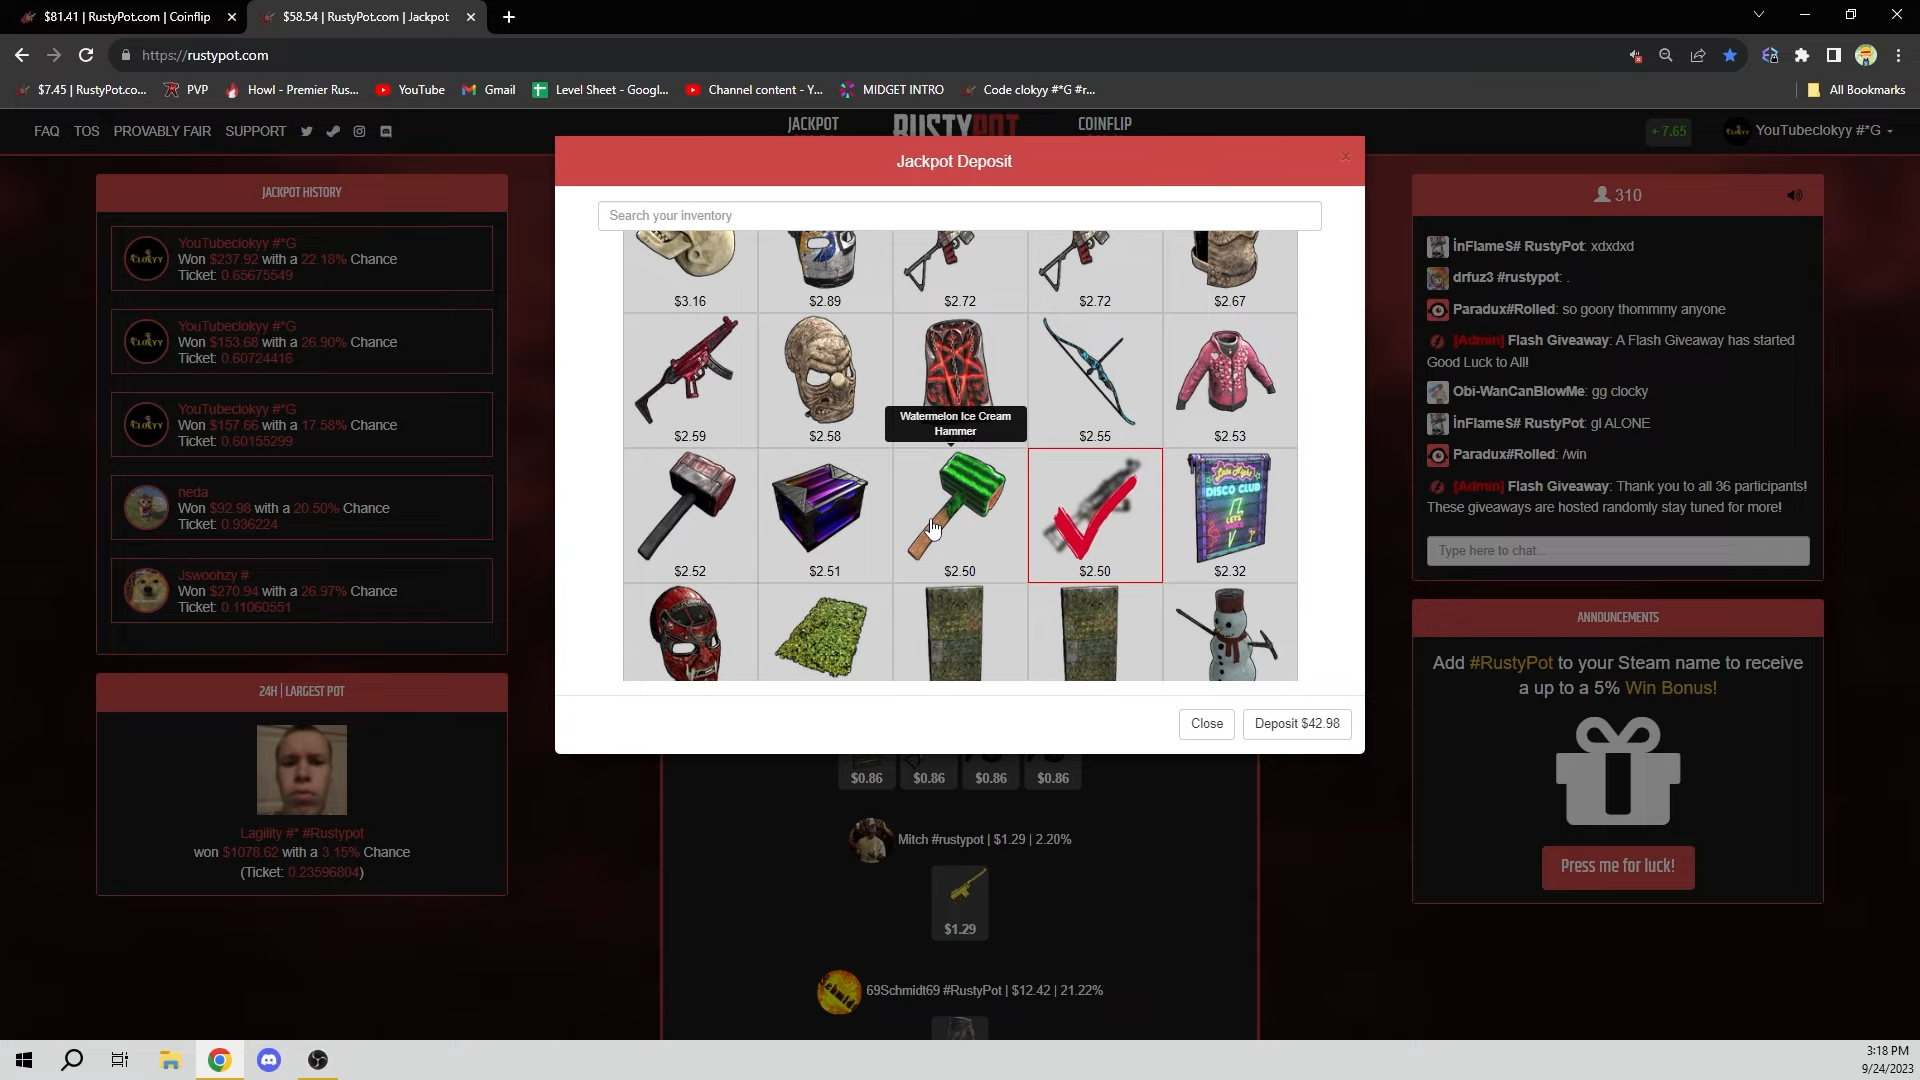 $81.41 | RustyPot.com | Coinflip
$58.54 | RustyPot.com | Jackpot
https://rustypot.com
$7.45 | RustyPot.co...
PVP
Howl - Premier Rus...
YouTube
Gmail
Level Sheet - Googl...
Channel content - Y...
MIDGET INTRO
Code clokyy #*G #r...
All Bookmarks
FAQ
TOS
PROVABLY FAIR
SUPPORT
JACKPOT
RUSTYPOT
COINFLIP
+ 7.65
YouTubeclokyy #*G
JACKPOT HISTORY
YouTubeclokyy #*G
Won $237.92 with a 22.18% Chance
Ticket: 0.65675549
YouTubeclokyy #*G
Won $153.68 with a 26.90% Chance
Ticket: 0.60724416
YouTubeclokyy #*G
Won $157.66 with a 17.58% Chance
Ticket: 0.60155299
neda
Won $92.98 with a 20.50% Chance
Ticket: 0.936224
Jswoohzy #
Won $270.94 with a 26.97% Chance
Ticket: 0.11060551
24H | LARGEST POT
Lagility #* #Rustypot
won $1078.62 with a 3.15% Chance
(Ticket: 0.23596804)
Jackpot Deposit
×
Search your inventory
$3.16
$2.89
$2.72
$2.72
$2.67
$2.59
$2.58
Watermelon Ice Cream
Hammer
$2.55
$2.53
$2.52
$2.51
$2.50
$2.50
$2.32
Close
Deposit $42.98
$0.86
$0.86
$0.86
$0.86
Mitch #rustypot | $1.29 | 2.20%
$1.29
69Schmidt69 #RustyPot | $12.42 | 21.22%
310
İnFlameS# RustyPot: xdxdxd
drfuz3 #rustypot: .
Paradux#Rolled: so goory thommmy anyone
[Admin] Flash Giveaway: A Flash Giveaway has started
Good Luck to All!
Obi-WanCanBlowMe: gg clocky
İnFlameS# RustyPot: gl ALONE
Paradux#Rolled: /win
[Admin] Flash Giveaway: Thank you to all 36 participants!
These giveaways are hosted randomly stay tuned for more!
Type here to chat...
ANNOUNCEMENTS
Add #RustyPot to your Steam name to receive
a up to a 5% Win Bonus!
Press me for luck!
3:18 PM
9/24/2023